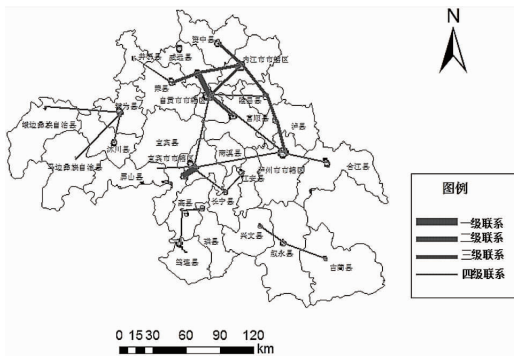 N
资中县
井研县
威远县
内江市市辖区
荣县
自贡市市辖区
隆昌县
犍为县
富顺县
泸县
峨边彝族自治县
沐川县
宜宾县
南溪县
马边彝族自治县
宜宾市市辖区
泸州市市辖区
合江县
屏山县
江安县
长宁县
高县
兴文县
珙县
叙永县
筠连县
古蔺县
图例
一级联系
二级联系
三级联系
四级联系
0 15 30 60 90 120
km